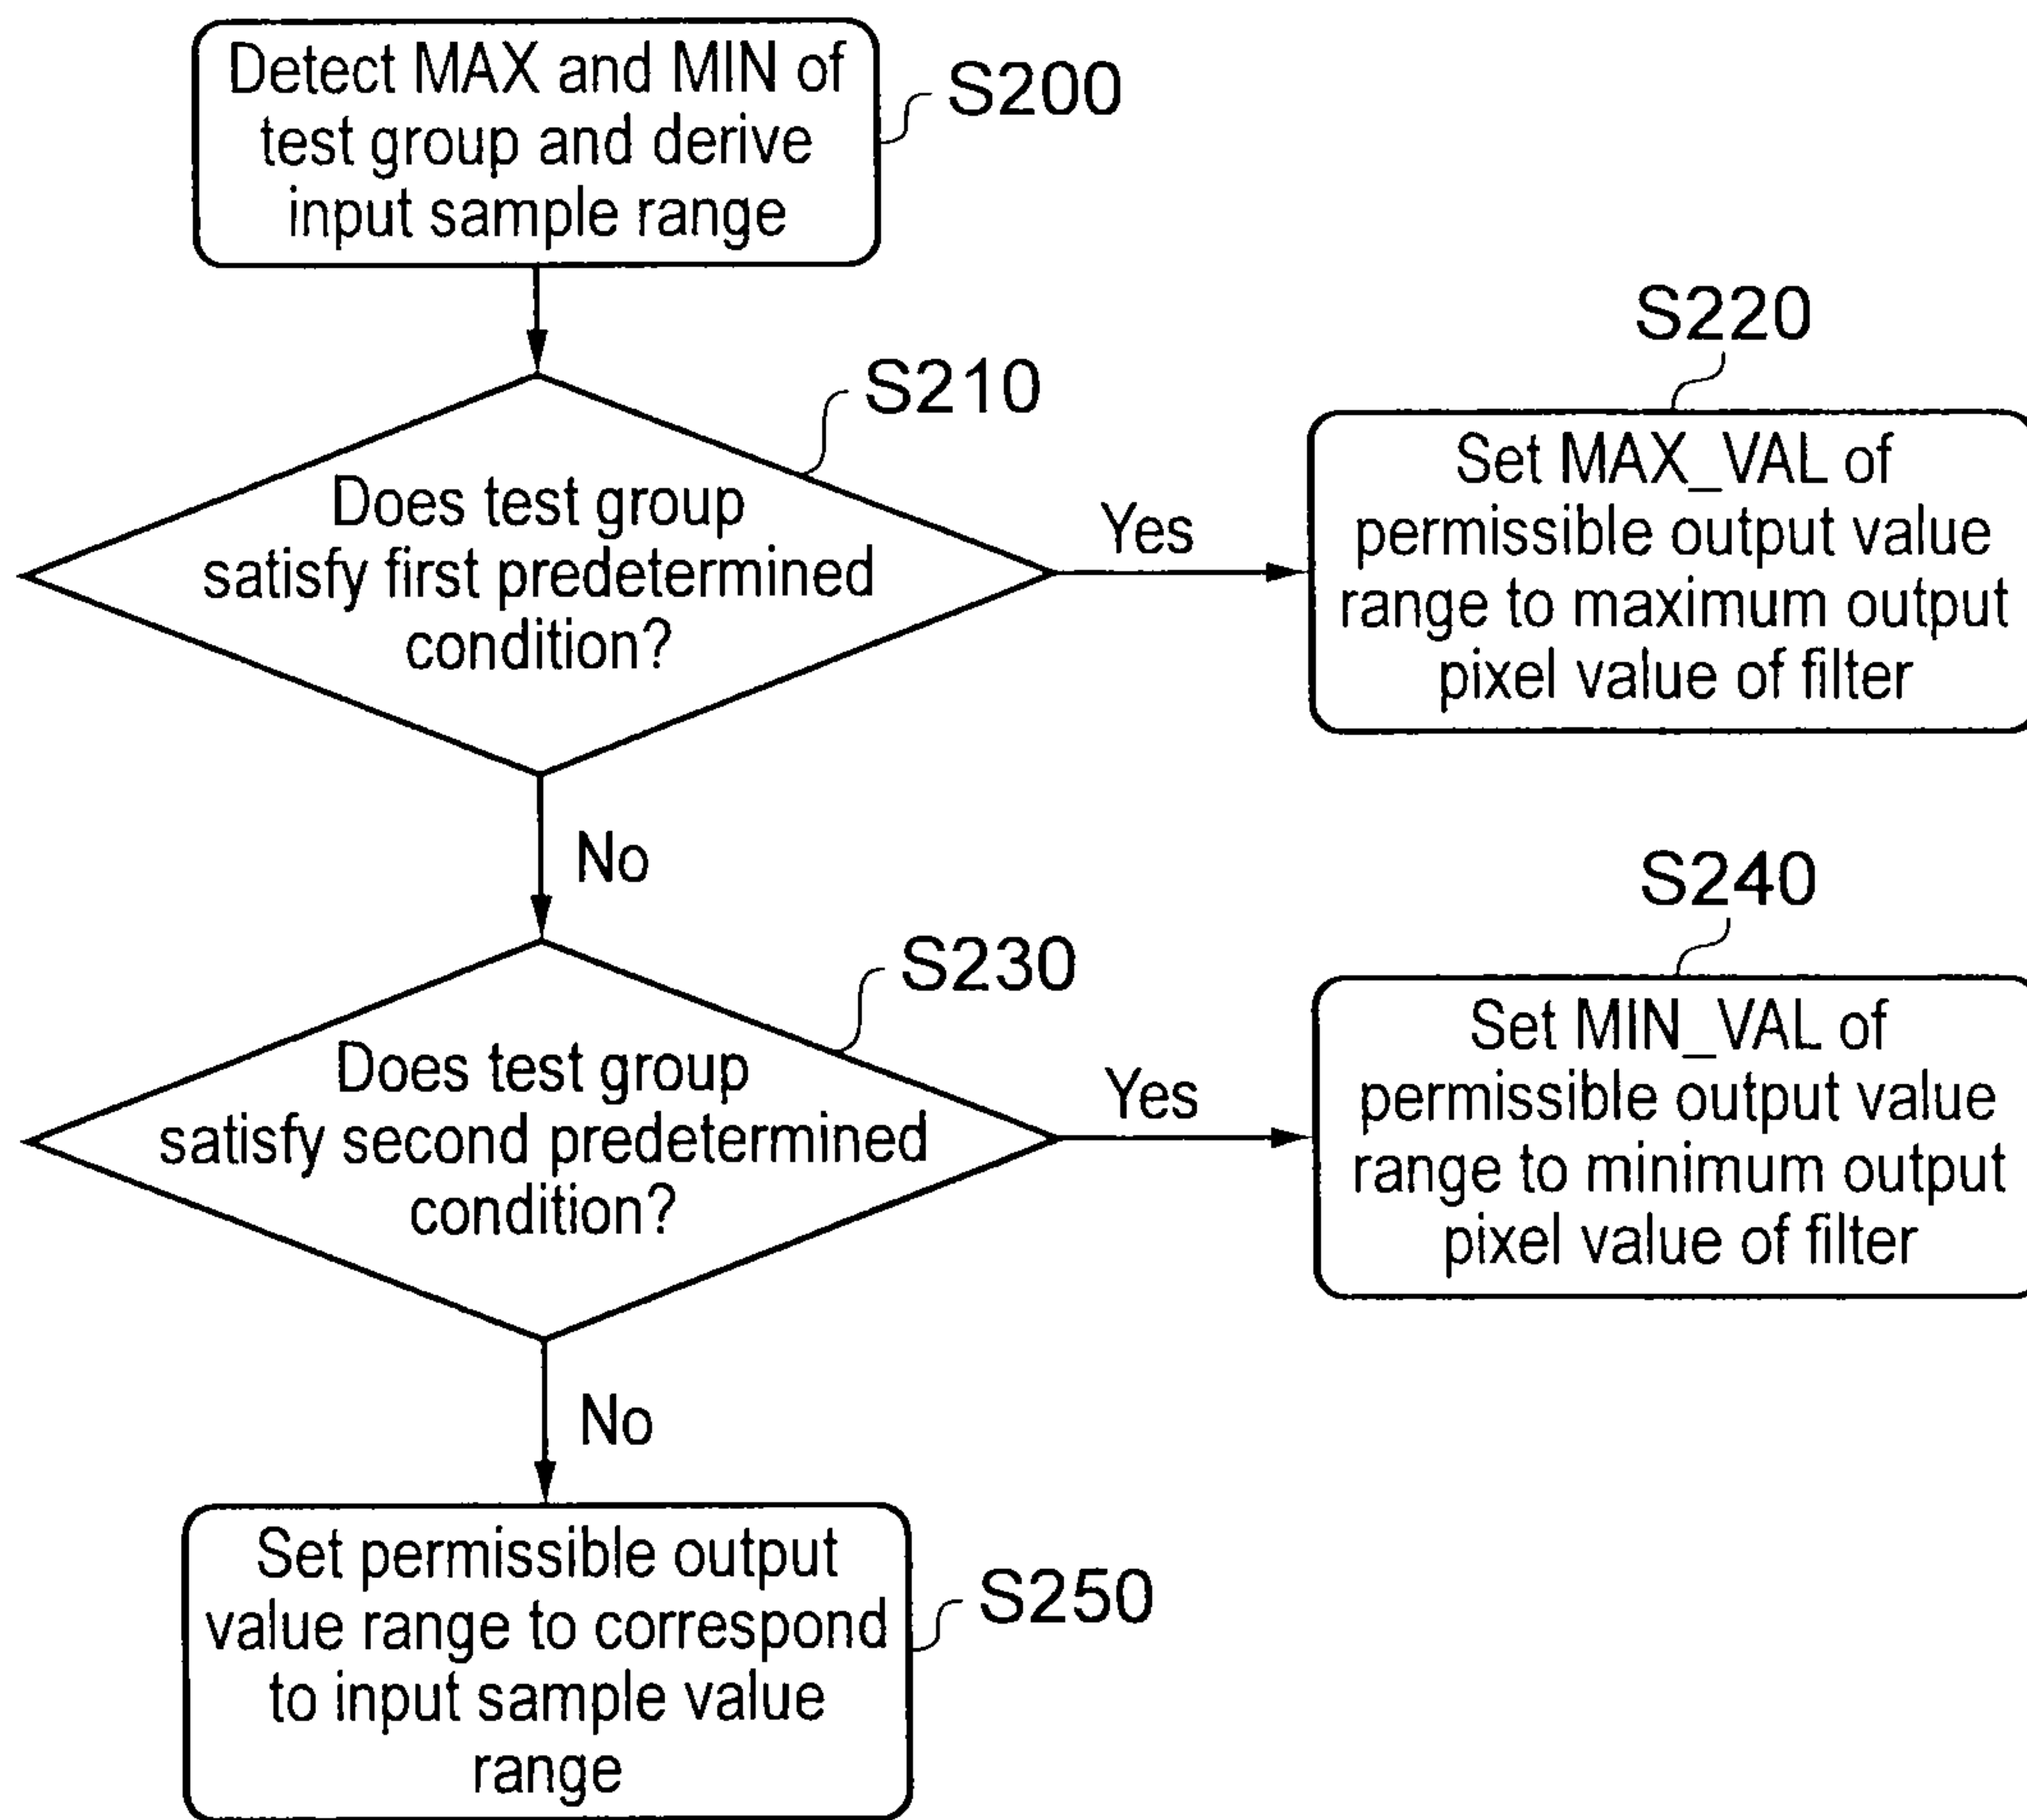 Detect MAX and MIN of
test group and derive
input sample range
S200
S210
Does test group
satisfy first predetermined
condition?
Yes
S220
Set MAX_VAL of
permissible output value
range to maximum output
pixel value of filter
No
S230
Does test group
satisfy second predetermined
condition?
Yes
S240
Set MIN_VAL of
permissible output value
range to minimum output
pixel value of filter
No
Set permissible output
value range to correspond
to input sample value
range
S250